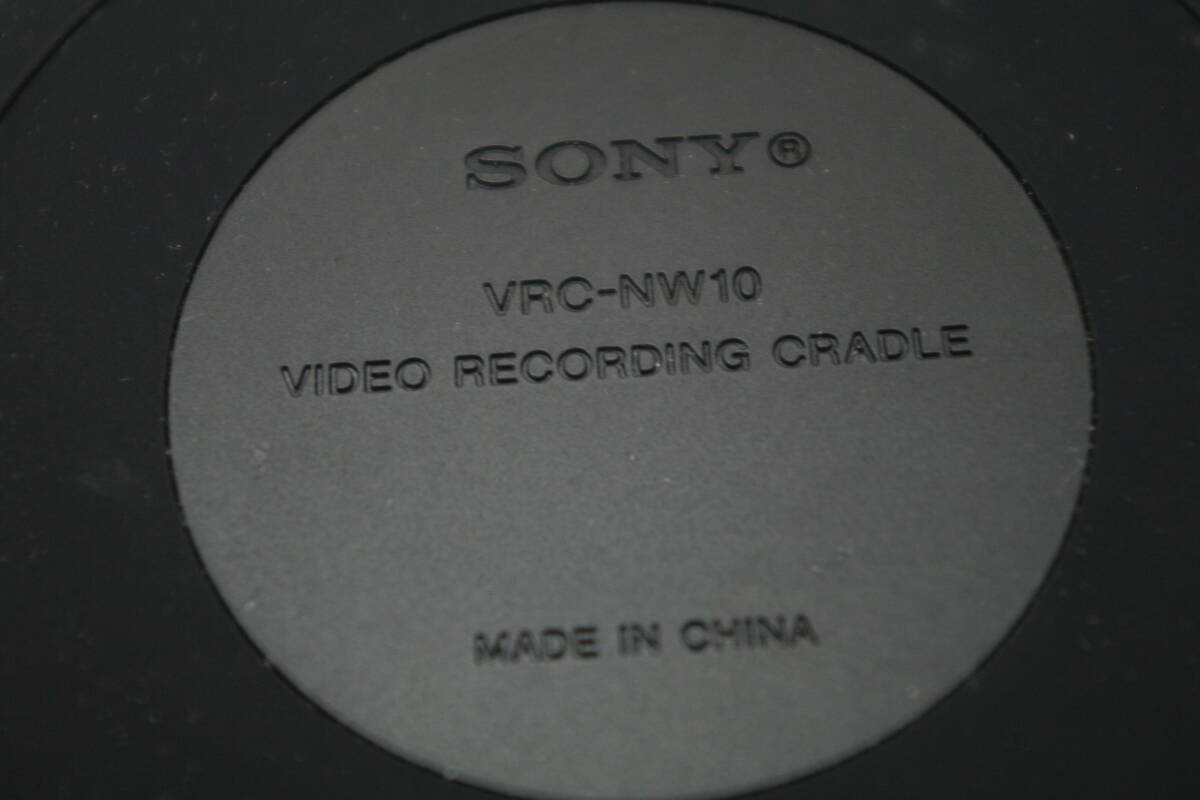 SONY®
VRC-NW10
VIDEO RECORDING CRADLE
MADE IN CHINA